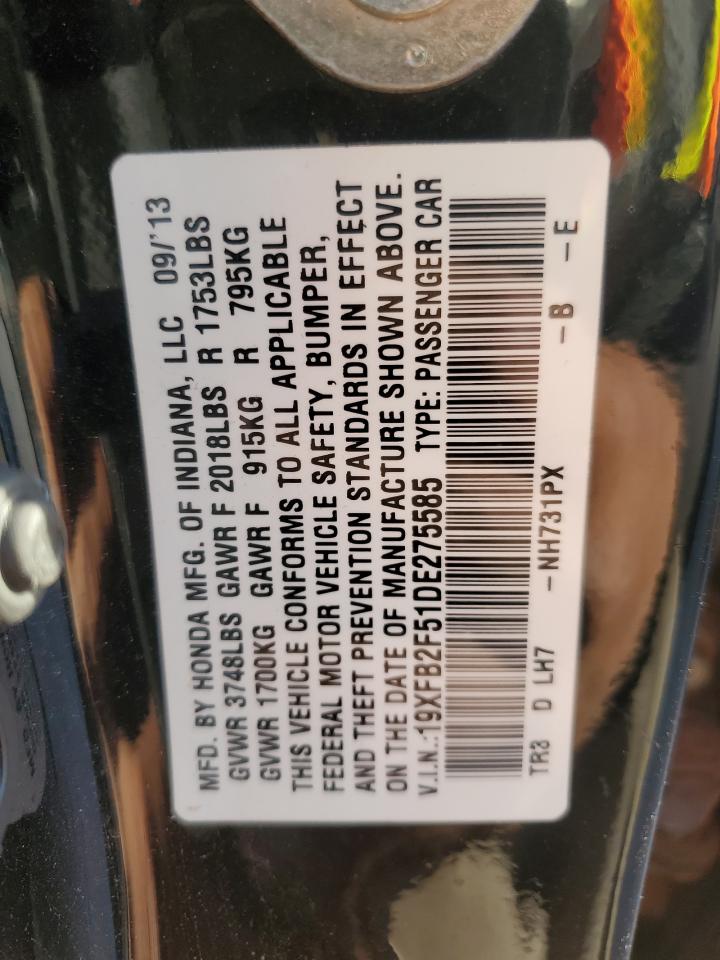 MFD. BY HONDA MFG. OF INDIANA, LLC 09/'13
GVWR 3748LBS GAWR F 2018LBS R 1753LBS
GVWR 1700KG GAWR F 915KG R 795KG
THIS VEHICLE CONFORMS TO ALL APPLICABLE
FEDERAL MOTOR VEHICLE SAFETY, BUMPER,
AND THEFT PREVENTION STANDARDS IN EFFECT
ON THE DATE OF MANUFACTURE SHOWN ABOVE.
V.I.N.:19XFB2F51DE275585 TYPE: PASSENGER CAR
TR3 D LH7 -NH731PX -B -E